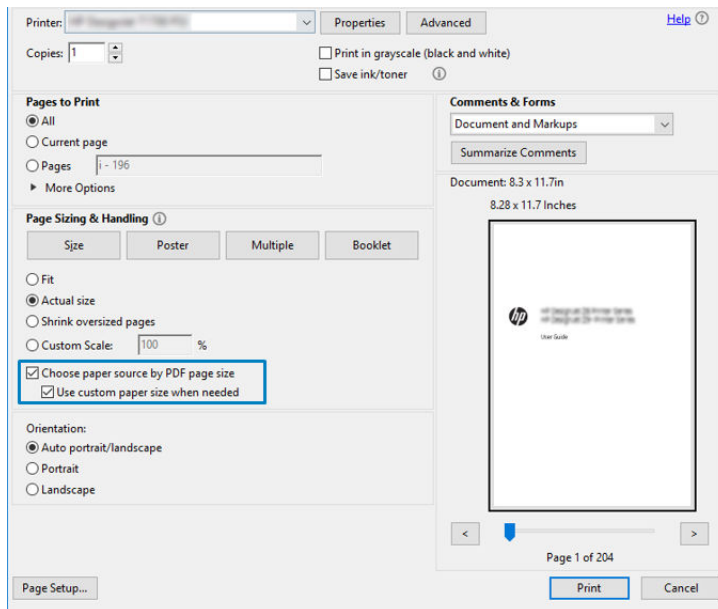 Printer:
Properties
Advanced
Help
Copies: 1
Print in grayscale (black and white)
Save ink/toner
Pages to Print
All
Current page
Pages i - 196
More Options
Comments & Forms
Document and Markups
Summarize Comments
Document: 8.3 x 11.7in
8.28 x 11.7 Inches
Page Sizing & Handling
Size
Poster
Multiple
Booklet
Fit
Actual size
Shrink oversized pages
Custom Scale: 100 %
Choose paper source by PDF page size
Use custom paper size when needed
Orientation:
Auto portrait/landscape
Portrait
Landscape
hp
User Guide
<
>
Page 1 of 204
Page Setup...
Print
Cancel